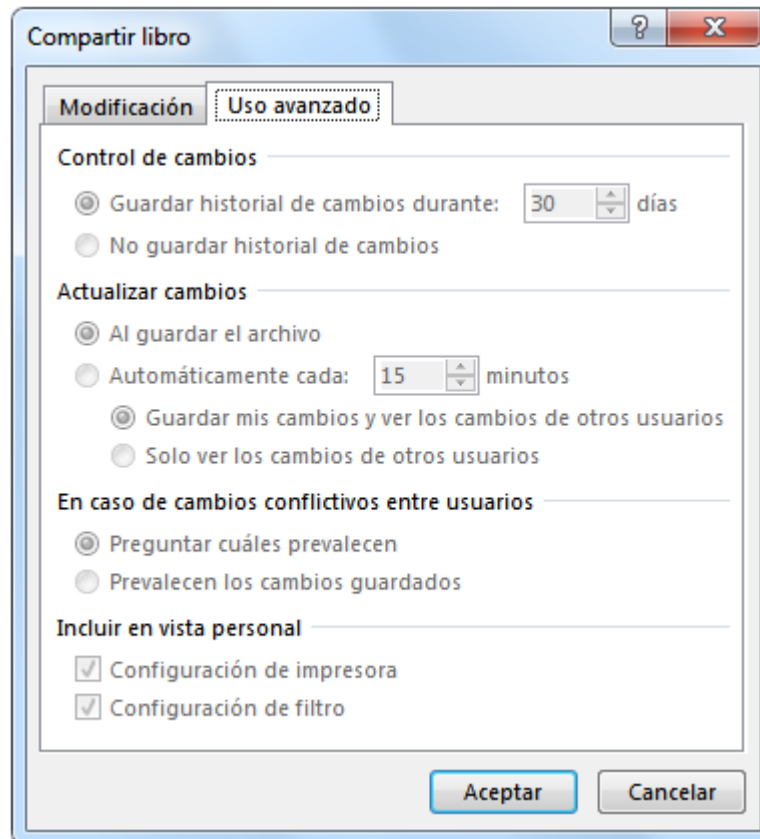 Compartir libro
Modificación Uso avanzado
Control de cambios
Guardar historial de cambios durante: 30 días
No guardar historial de cambios
Actualizar cambios
Al guardar el archivo
Automáticamente cada: 15 minutos
Guardar mis cambios y ver los cambios de otros usuarios
Solo ver los cambios de otros usuarios
En caso de cambios conflictivos entre usuarios
Preguntar cuáles prevalecen
Prevalecen los cambios guardados
Incluir en vista personal
Configuración de impresora
Configuración de filtro
Aceptar Cancelar